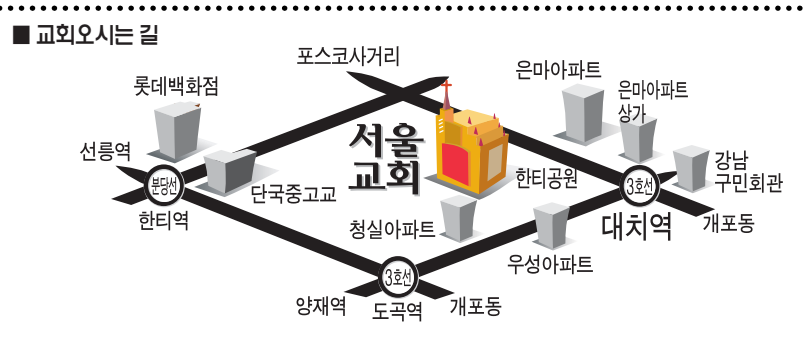 ■ 교회오시는 길
포스코사거리
롯데백화점
은마아파트
은마아파트
상가
선릉역
서울
교회
강남
구민회관
분당선
단국중고교
한티공원
3호선
한티역
청실아파트
대치역
개포동
우성아파트
3호선
양재역
도곡역
개포동